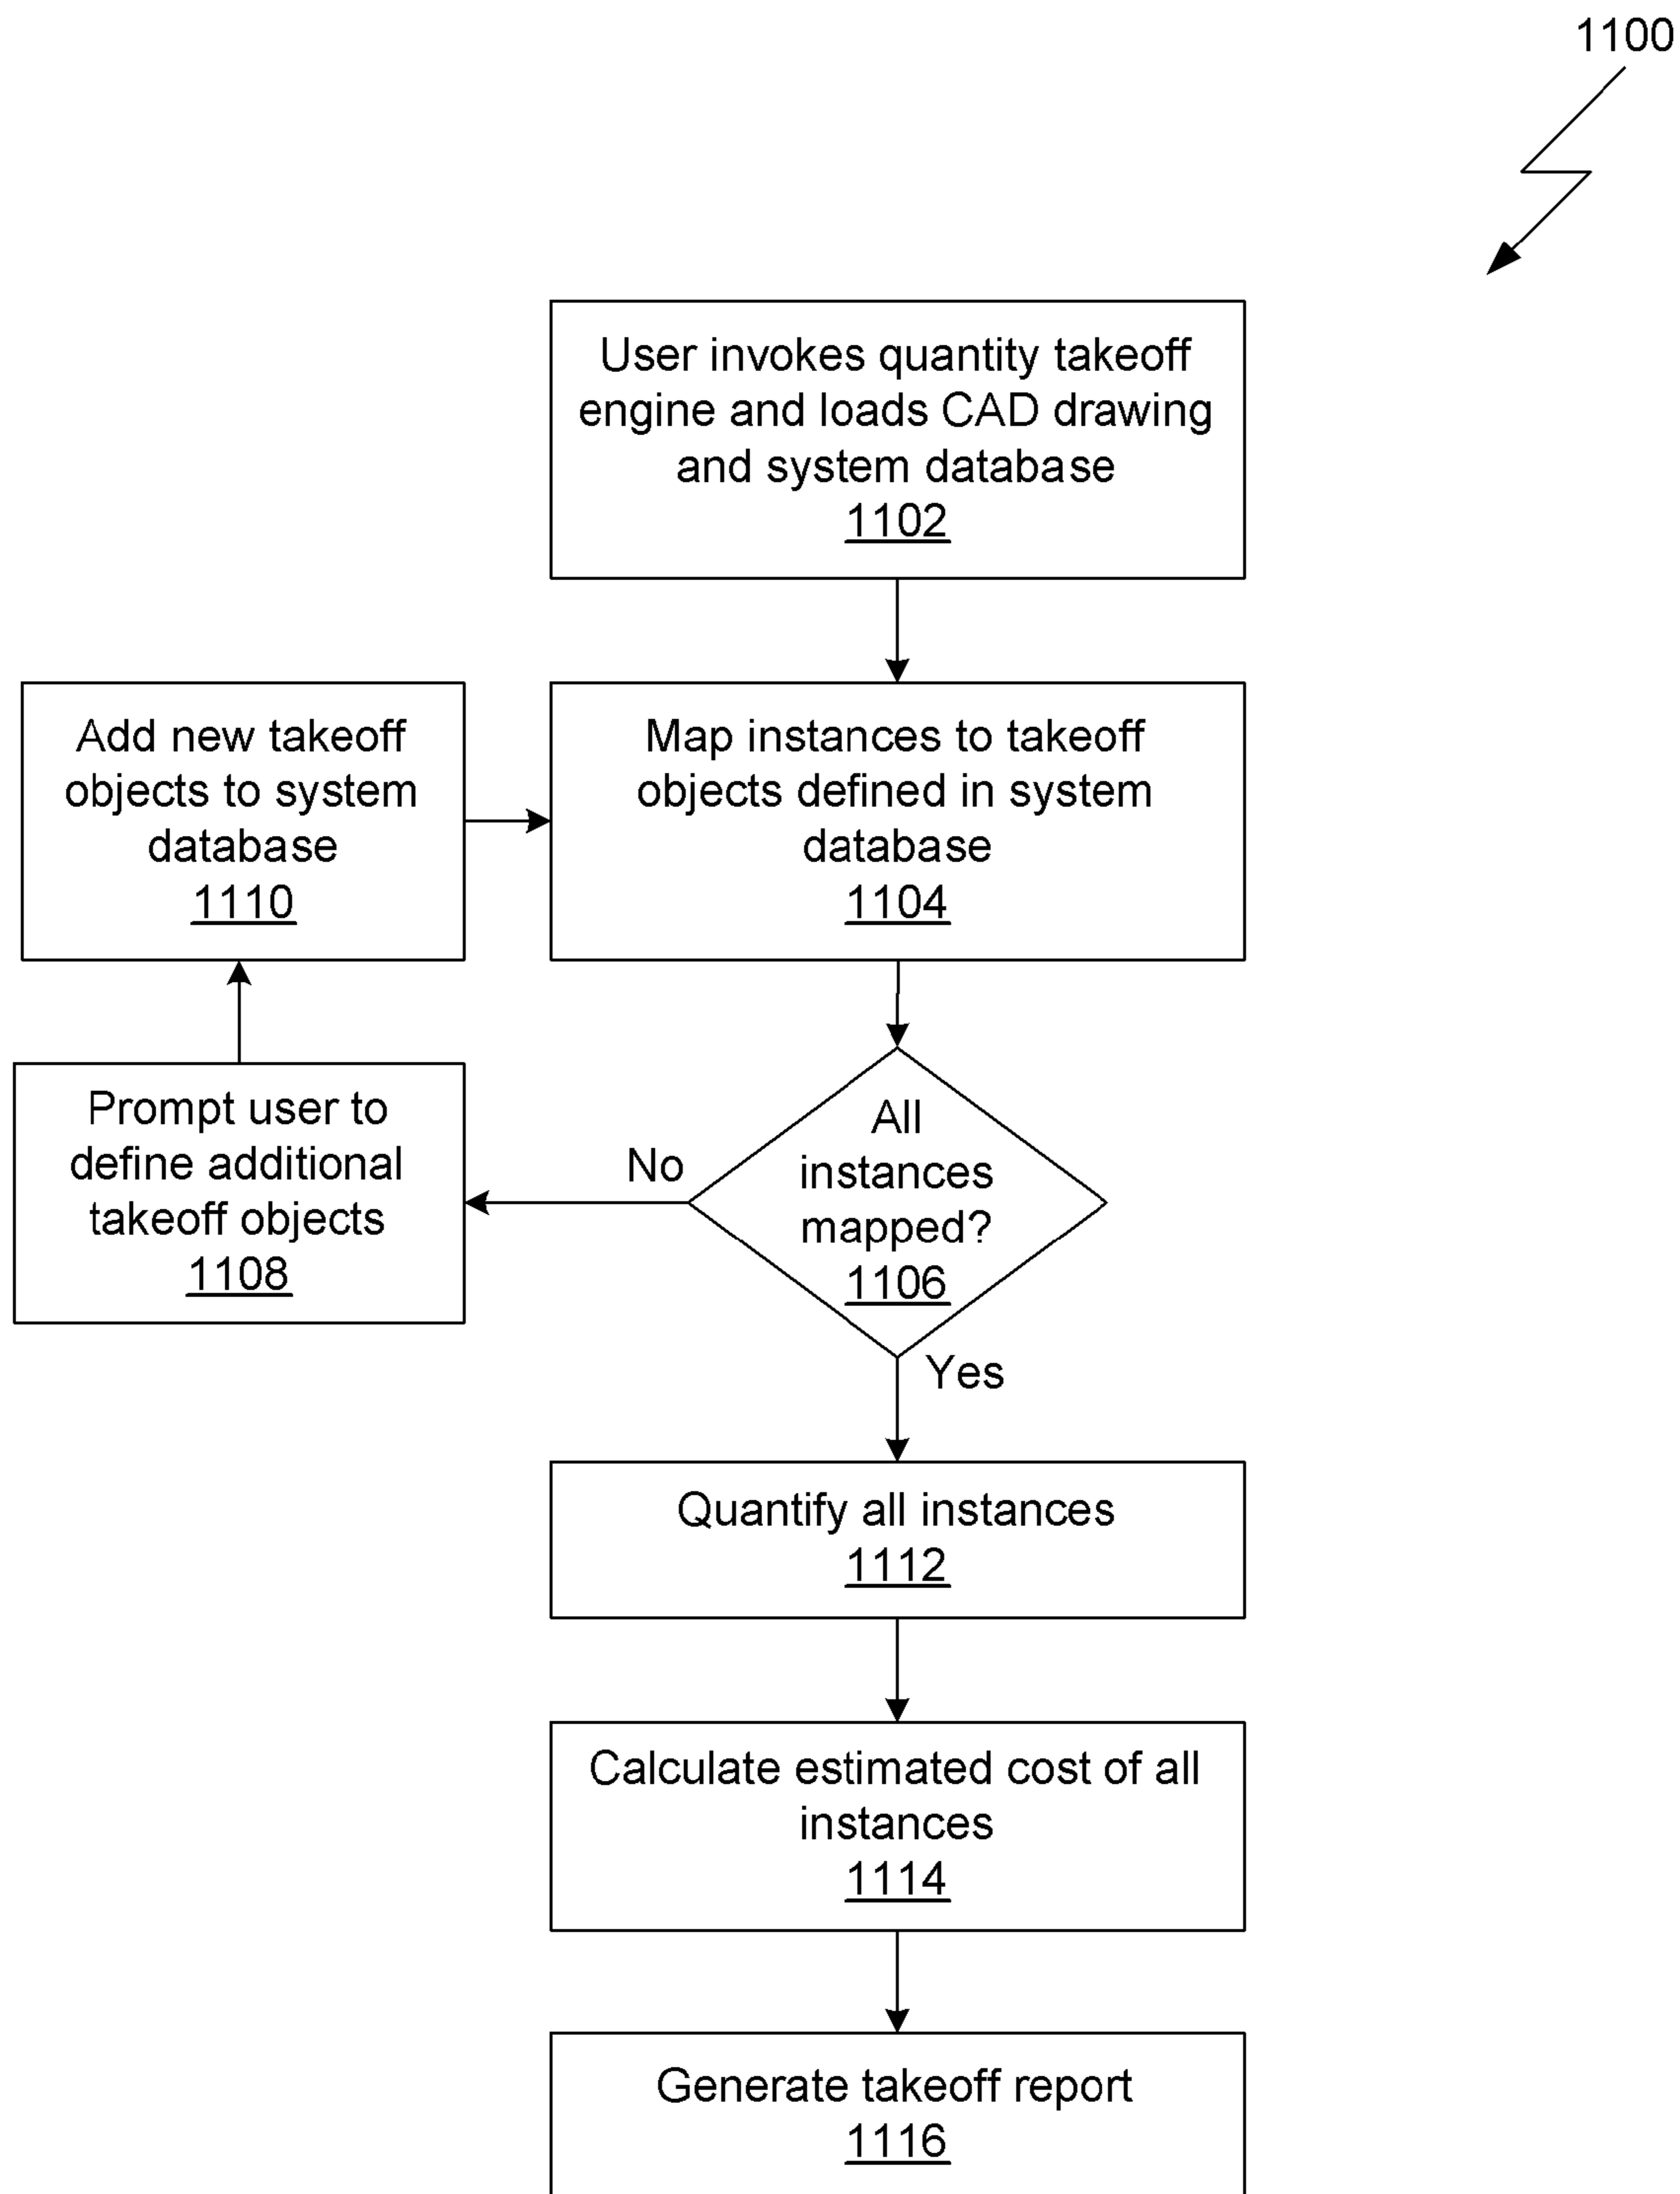 1100
User invokes quantity takeoff
engine and loads CAD drawing
and system database
1102
Add new takeoff
objects to system
database
1110
Map instances to takeoff
objects defined in system
database
1104
Prompt user to
define additional
takeoff objects
1108
No
All
instances
mapped?
1106
Yes
Quantify all instances
1112
Calculate estimated cost of all
instances
1114
Generate takeoff report
1116